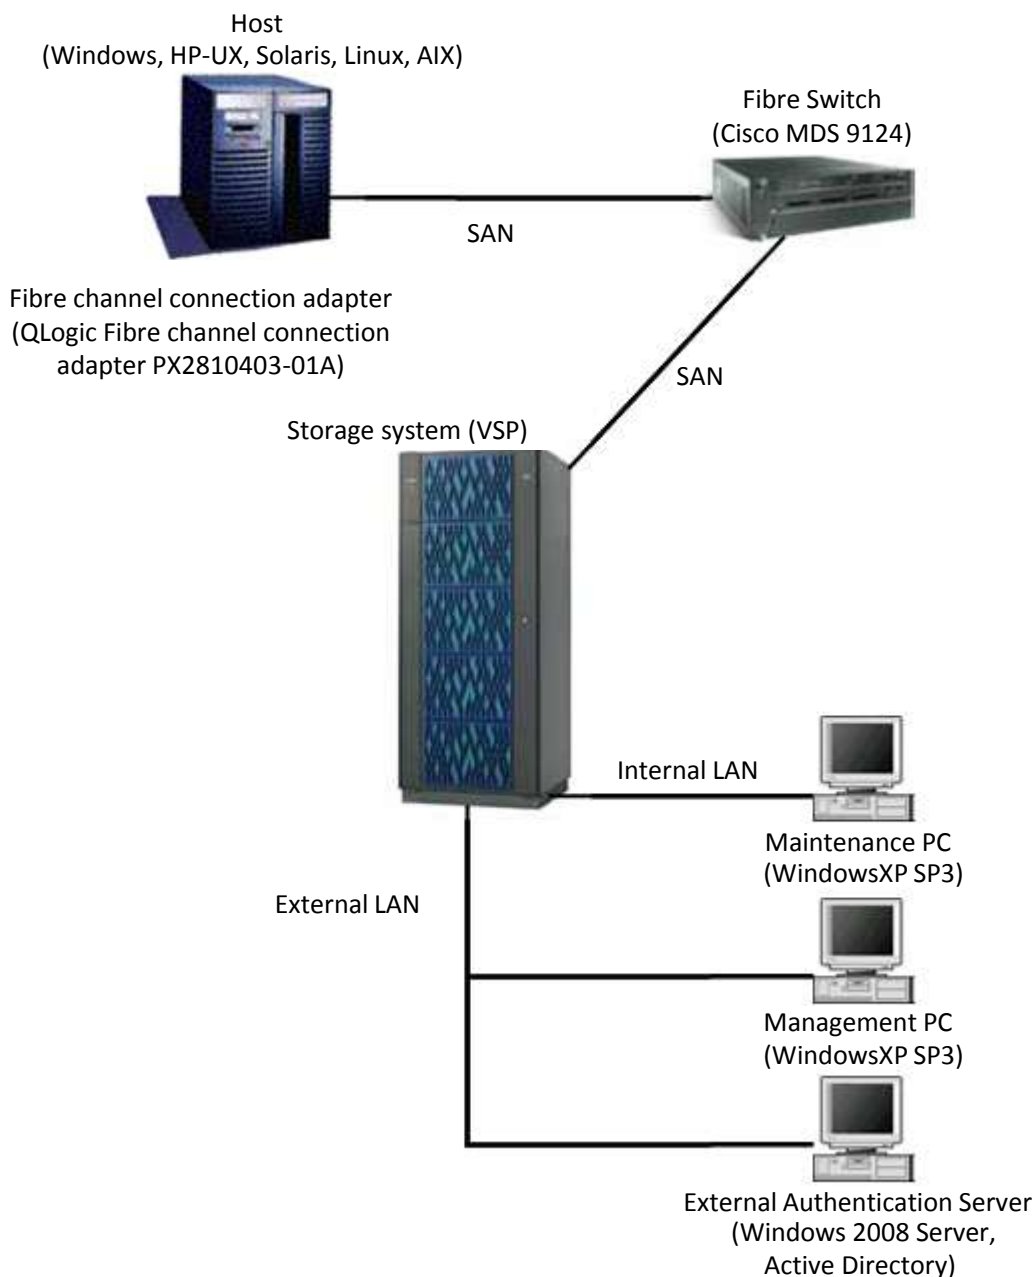 Host
(Windows, HP-UX, Solaris, Linux, AIX)
Fibre Switch
(Cisco MDS 9124)
SAN
Fibre channel connection adapter
(QLogic Fibre channel connection
adapter PX2810403-01A)
SAN
Storage system (VSP)
Internal LAN
Maintenance PC
(WindowsXP SP3)
External LAN
Management PC
(WindowsXP SP3)
External Authentication Server
(Windows 2008 Server,
Active Directory)